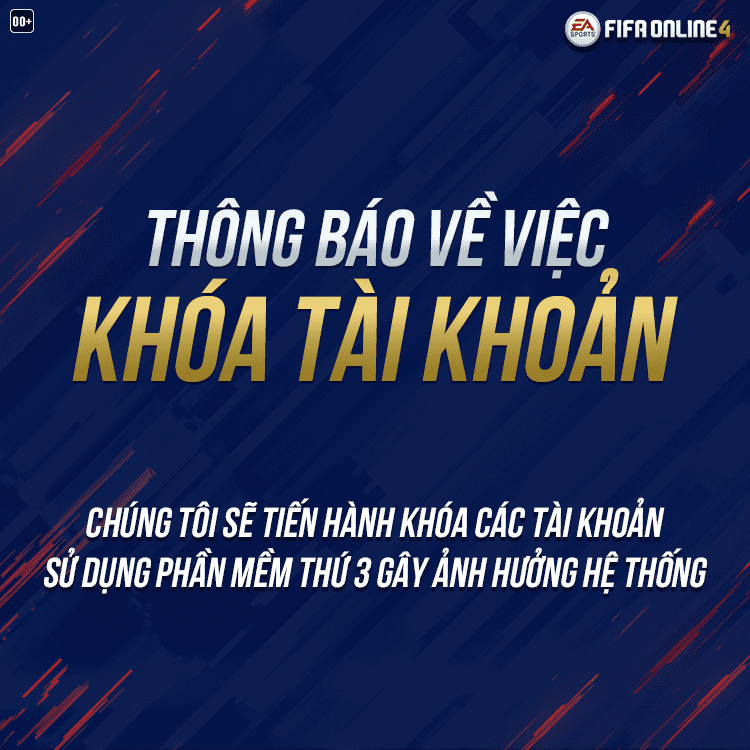 00+
EA SPORTS FIFA ONLINE 4
THÔNG BÁO VỀ VIỆC
KHÓA TÀI KHOẢN
CHÚNG TÔI SẼ TIẾN HÀNH KHÓA CÁC TÀI KHOẢN
SỬ DỤNG PHẦN MỀM THỨ 3 GÂY ẢNH HƯỞNG HỆ THỐNG